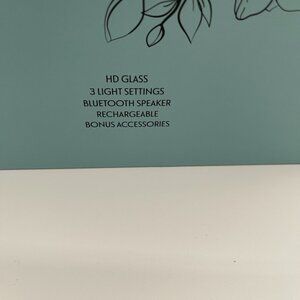 HD GLASS
3 LIGHT SETTINGS
BLUETOOTH SPEAKER
RECHARGEABLE
BONUS ACCESSORIES